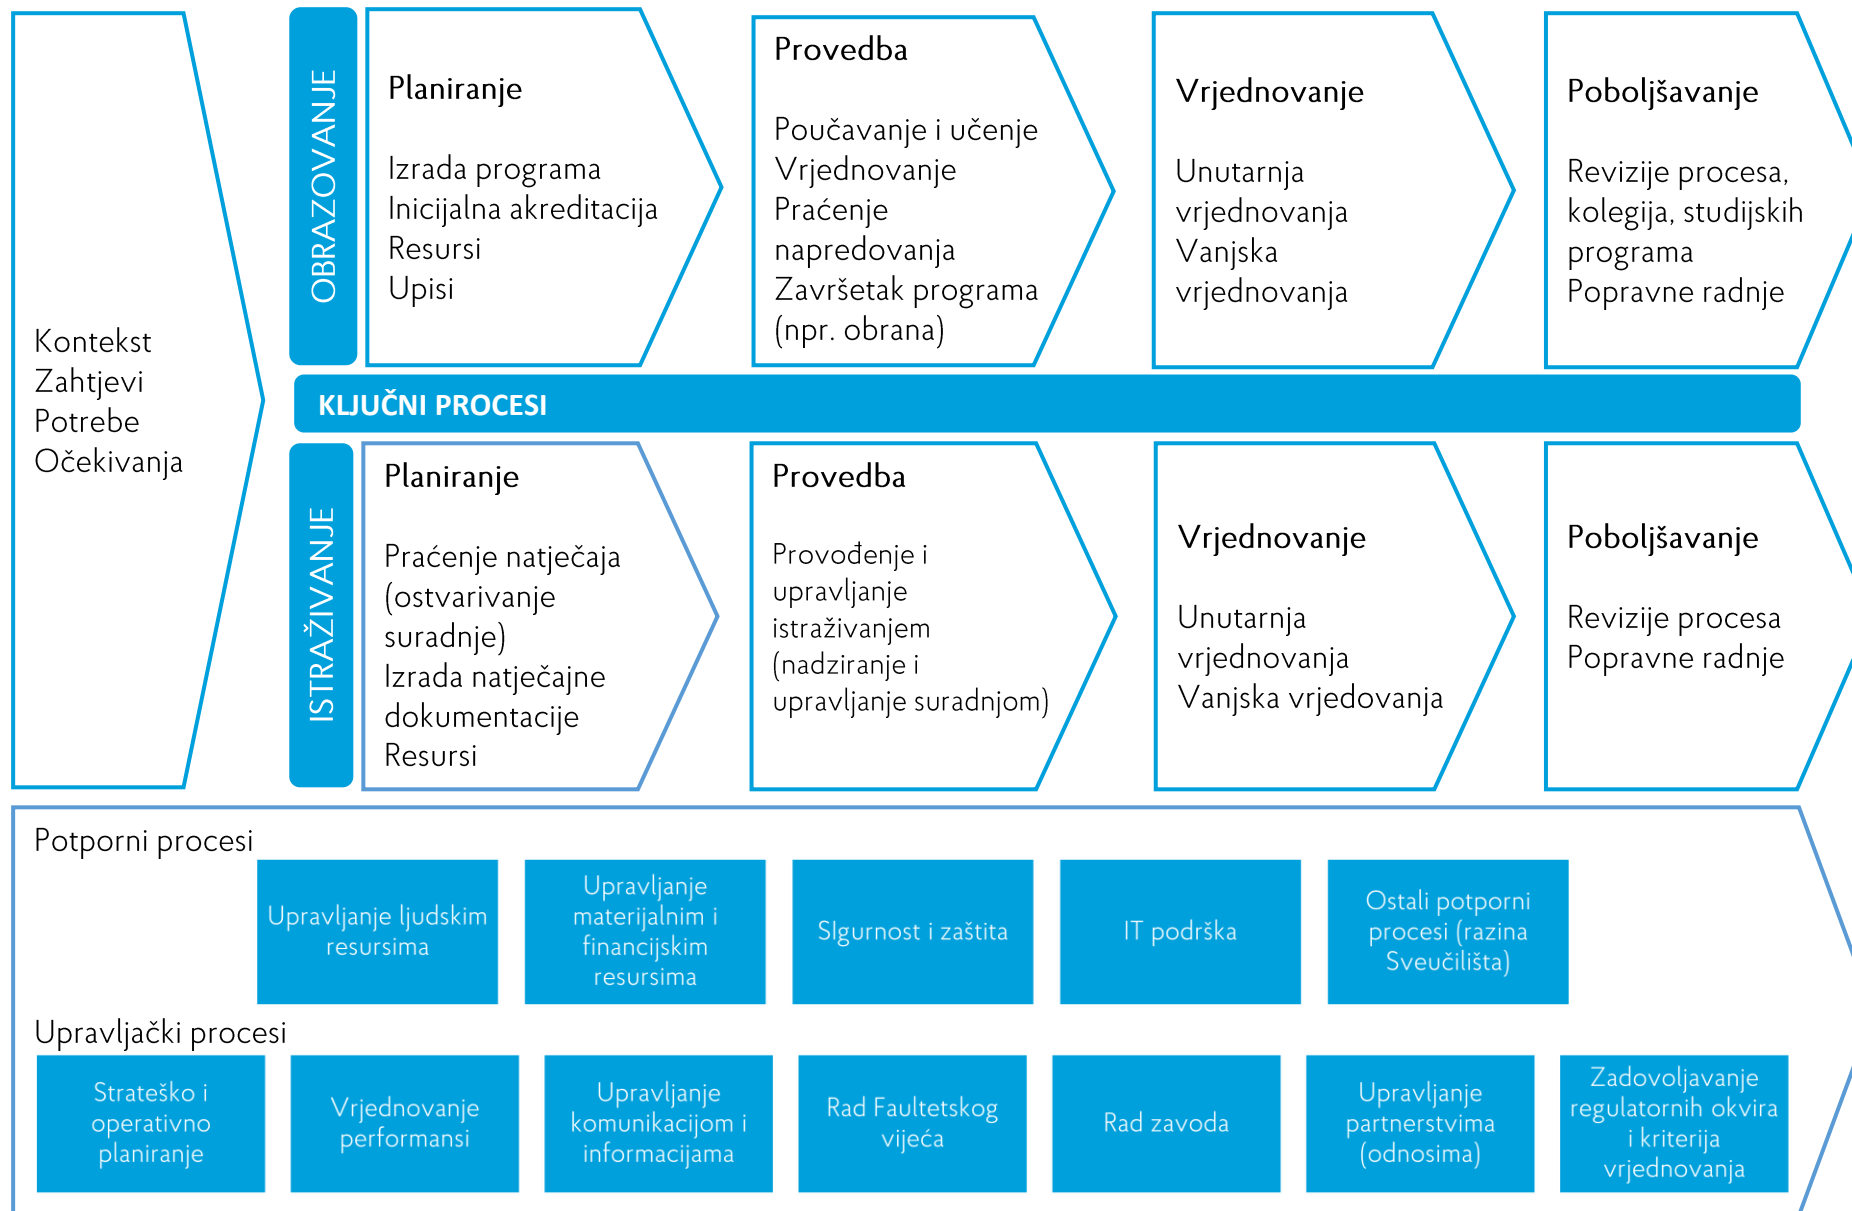 Kontekst
Zahtjevi
Potrebe
Očekivanja
OBRAZOVANJE
Planiranje
Izrada programa
Inicijalna akreditacija
Resursi
Upisi
Provedba
Poučavanje i učenje
Vrjednovanje
Praćenje
napredovanja
Završetak programa
(npr. obrana)
Vrjednovanje
Unutarnja
vrjednovanja
Vanjska
vrjednovanja
Poboljšavanje
Revizije procesa,
kolegija, studijskih
programa
Popravne radnje
KLJUČNI PROCESI
ISTRAŽIVANJE
Planiranje
Praćenje natječaja
(ostvarivanje
suradnje)
Izrada natječajne
dokumentacije
Resursi
Provedba
Provođenje i
upravljanje
istraživanjem
(nadziranje i
upravljanje suradnjom)
Vrjednovanje
Unutarnja
vrjednovanja
Vanjska vrjedovanja
Poboljšavanje
Revizije procesa
Popravne radnje
Potporni procesi
Upravljanje ljudskim
resursima
Upravljanje
materijalnim i
financijskim
resursima
SIgurnost i zaštita
IT podrška
Ostali potporni
procesi (razina
Sveučilišta)
Upravljački procesi
Strateško i
operativno
planiranje
Vrjednovanje
performansi
Upravljanje
komunikacijom i
informacijama
Rad Faultetskog
vijeća
Rad zavoda
Upravljanje
partnerstvima
(odnosima)
Zadovoljavanje
regulatornih okvira
i kriterija
vrjednovanja